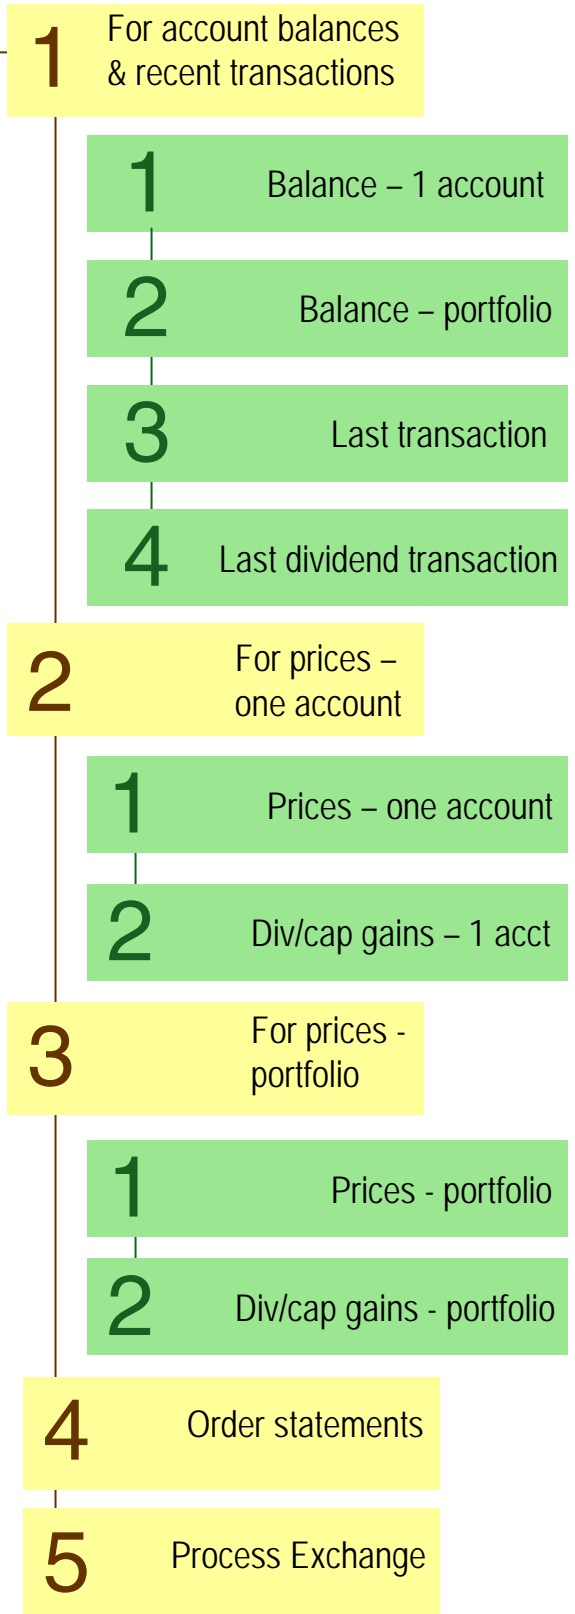 1 For account balances
& recent transactions
1 Balance – 1 account
2 Balance – portfolio
3 Last transaction
4 Last dividend transaction
2 For prices –
one account
1 Prices – one account
2 Div/cap gains – 1 acct
3 For prices -
portfolio
1 Prices - portfolio
2 Div/cap gains - portfolio
4 Order statements
5 Process Exchange